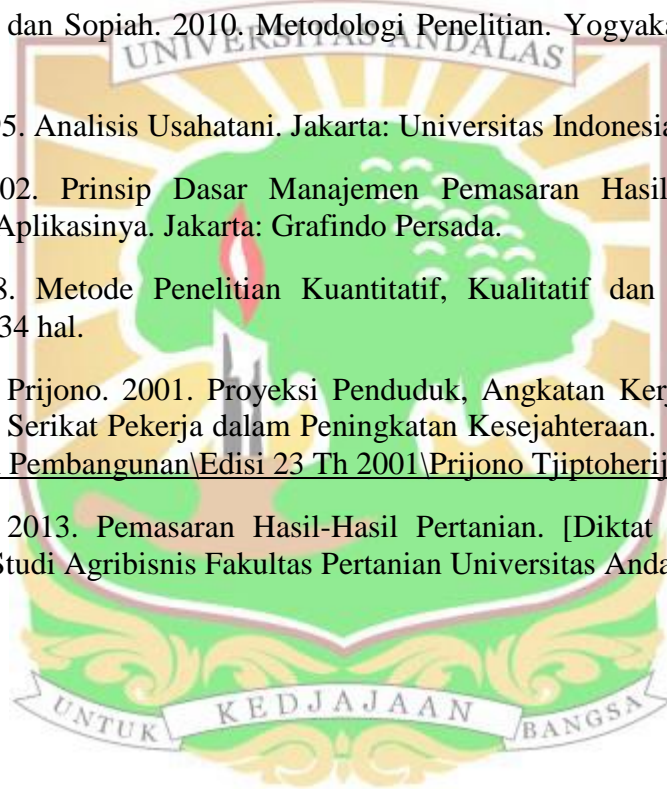 dan Sopiah. 2010. Metodologi Penelitian. Yogyaka
UNIVERSITAS ANDALAS
95. Analisis Usahatani. Jakarta: Universitas Indonesia
02. Prinsip Dasar Manajemen Pemasaran Hasil
Aplikasinya. Jakarta: Grafindo Persada.
8. Metode Penelitian Kuantitatif, Kualitatif dan
34 hal.
Prijono. 2001. Proyeksi Penduduk, Angkatan Kerj
Serikat Pekerja dalam Peningkatan Kesejahteraan.
Pembangunan\Edisi 23 Th 2001\Prijono Tjiptoherij
2013. Pemasaran Hasil-Hasil Pertanian. [Diktat
Studi Agribisnis Fakultas Pertanian Universitas Anda
UNTUK KEDJAJAAN BANGSA